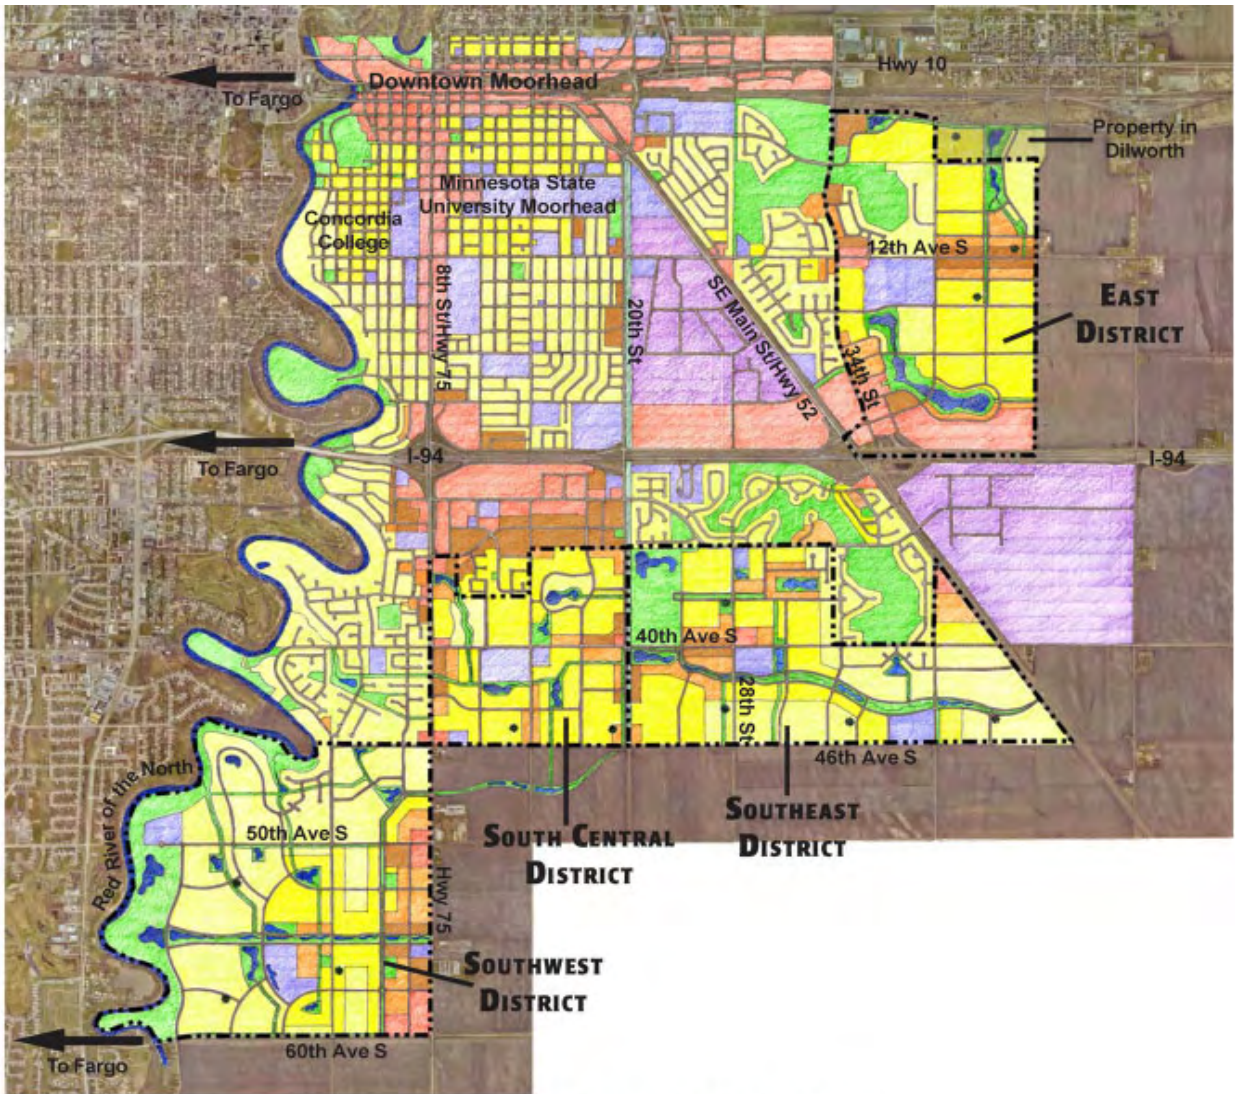 Hwy 10
Downtown Moorhead
To Fargo
Property in
Dilworth
Minnesota State
University Moorhead
Concordia
College
12th Ave S
8th St/Hwy 75
20th St
SE Main St/Hwy 52
34th St
EAST
DISTRICT
I-94
I-94
To Fargo
40th Ave S
28th St
46th Ave S
Red River of the North
50th Ave S
SOUTH CENTRAL
DISTRICT
SOUTHEAST
DISTRICT
Hwy 75
SOUTHWEST
DISTRICT
60th Ave S
To Fargo